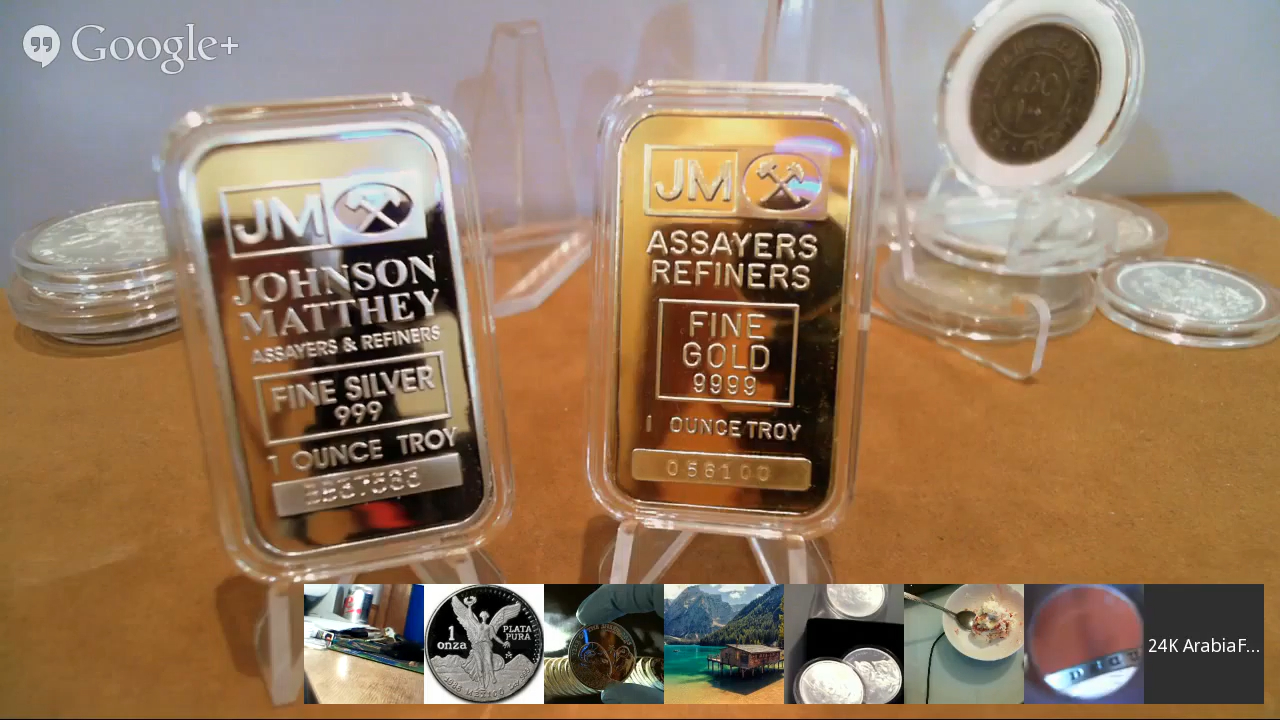 Google+
JM
JOHNSON
MATTHEY
ASSAYERS & REFINERS
FINE SILVER
999
1 OUNCE TROY
JM
ASSAYERS
REFINERS
FINE
GOLD
9999
1 OUNCE TROY
056100
1
onza
PLATA
PURA
24K ArabiaF...